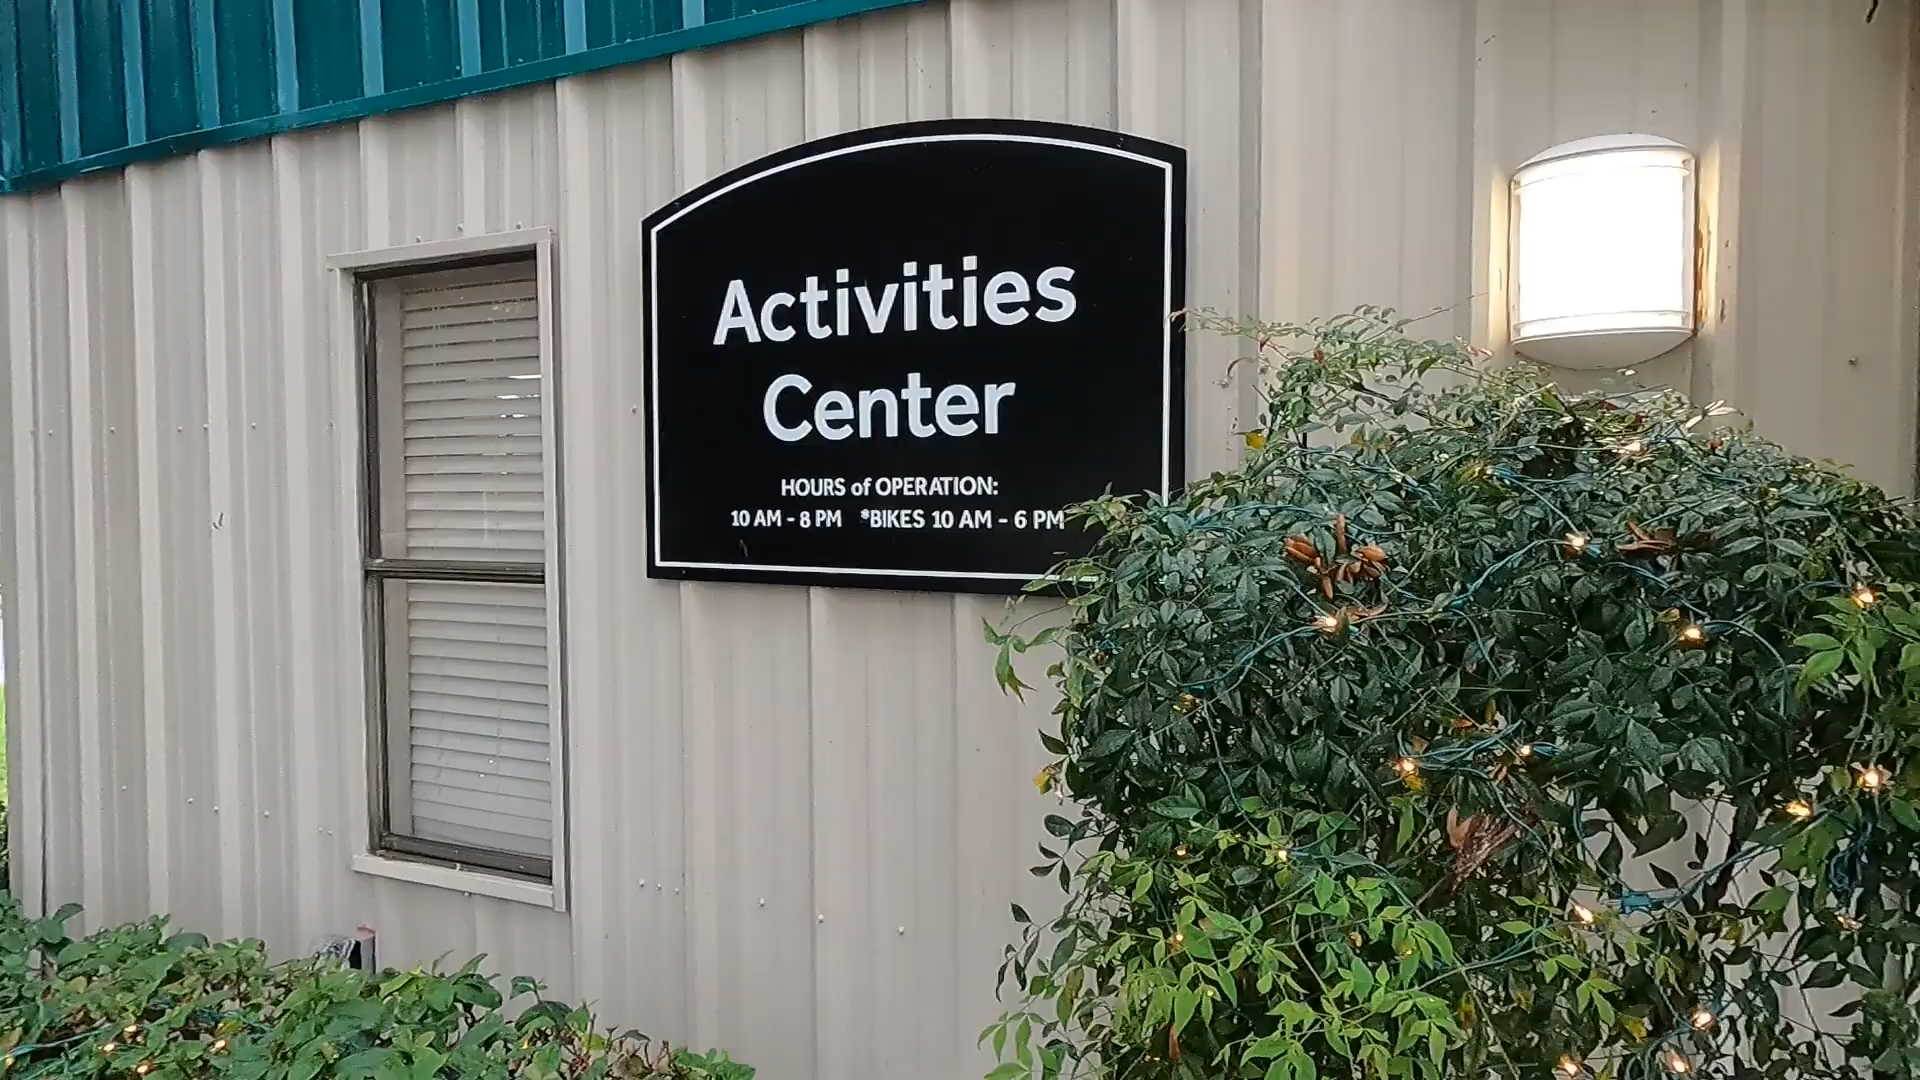 Activities
Center
HOURS of OPERATION:
10 AM - 8 PM *BIKES 10 AM - 6 PM